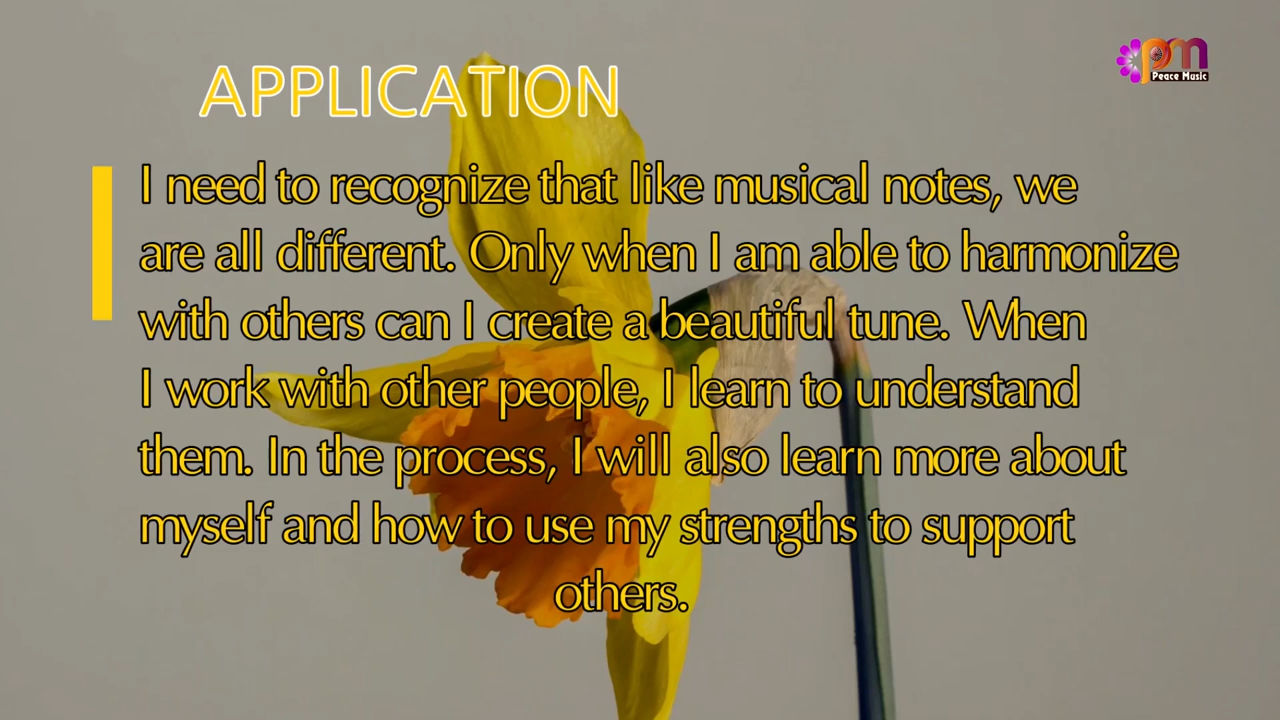 APPLICATION
pm
Peace Music
I need to recognize that like musical notes, we
are all different. Only when I am able to harmonize
with others can I create a beautiful tune. When
I work with other people, I learn to understand
them. In the process, I will also learn more about
myself and how to use my strengths to support
others.